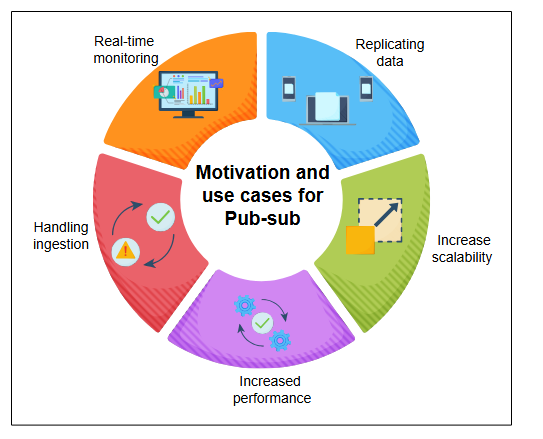 Real-time
monitoring
Replicating
data
Motivation and
use cases for
Pub-sub
Handling
ingestion
Increase
scalability
Increased
performance